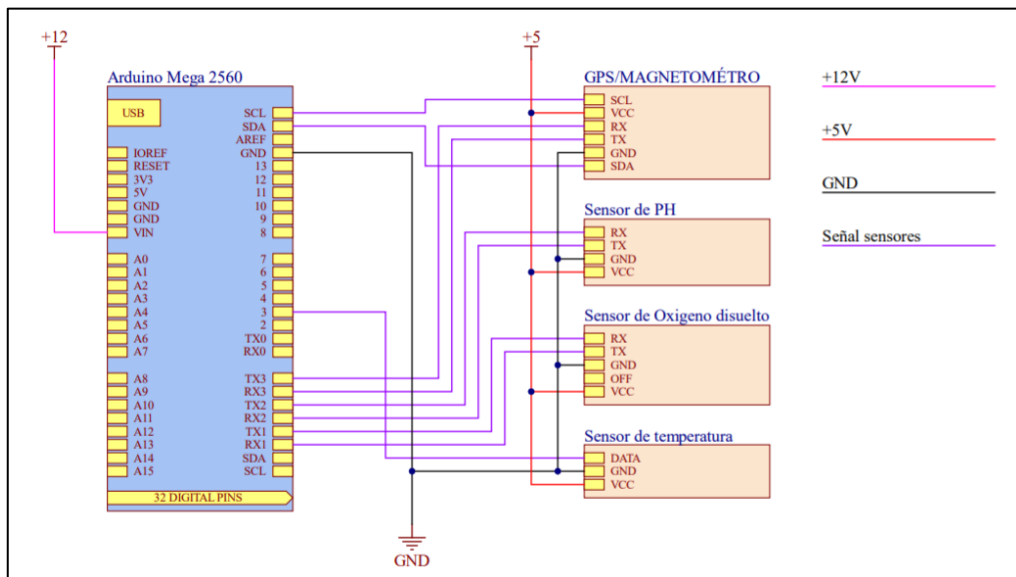 +12
Arduino Mega 2560
USB
IOREF
RESET
3V3
5V
GND
GND
VIN
A0
A1
A2
A3
A4
A5
A6
A7
A8
A9
A10
A11
A12
A13
A14
A15
SCL
SDA
AREF
GND
13
12
11
10
9
8
7
6
5
4
3
2
TX0
RX0
TX3
RX3
TX2
RX2
TX1
RX1
SDA
SCL
32 DIGITAL PINS
GND
+5
GPS/MAGNETOMÉTRO
SCL
VCC
RX
TX
GND
SDA
Sensor de PH
RX
TX
GND
VCC
Sensor de Oxigeno disuelto
RX
TX
GND
OFF
VCC
Sensor de temperatura
DATA
GND
VCC
+12V
+5V
GND
Señal sensores